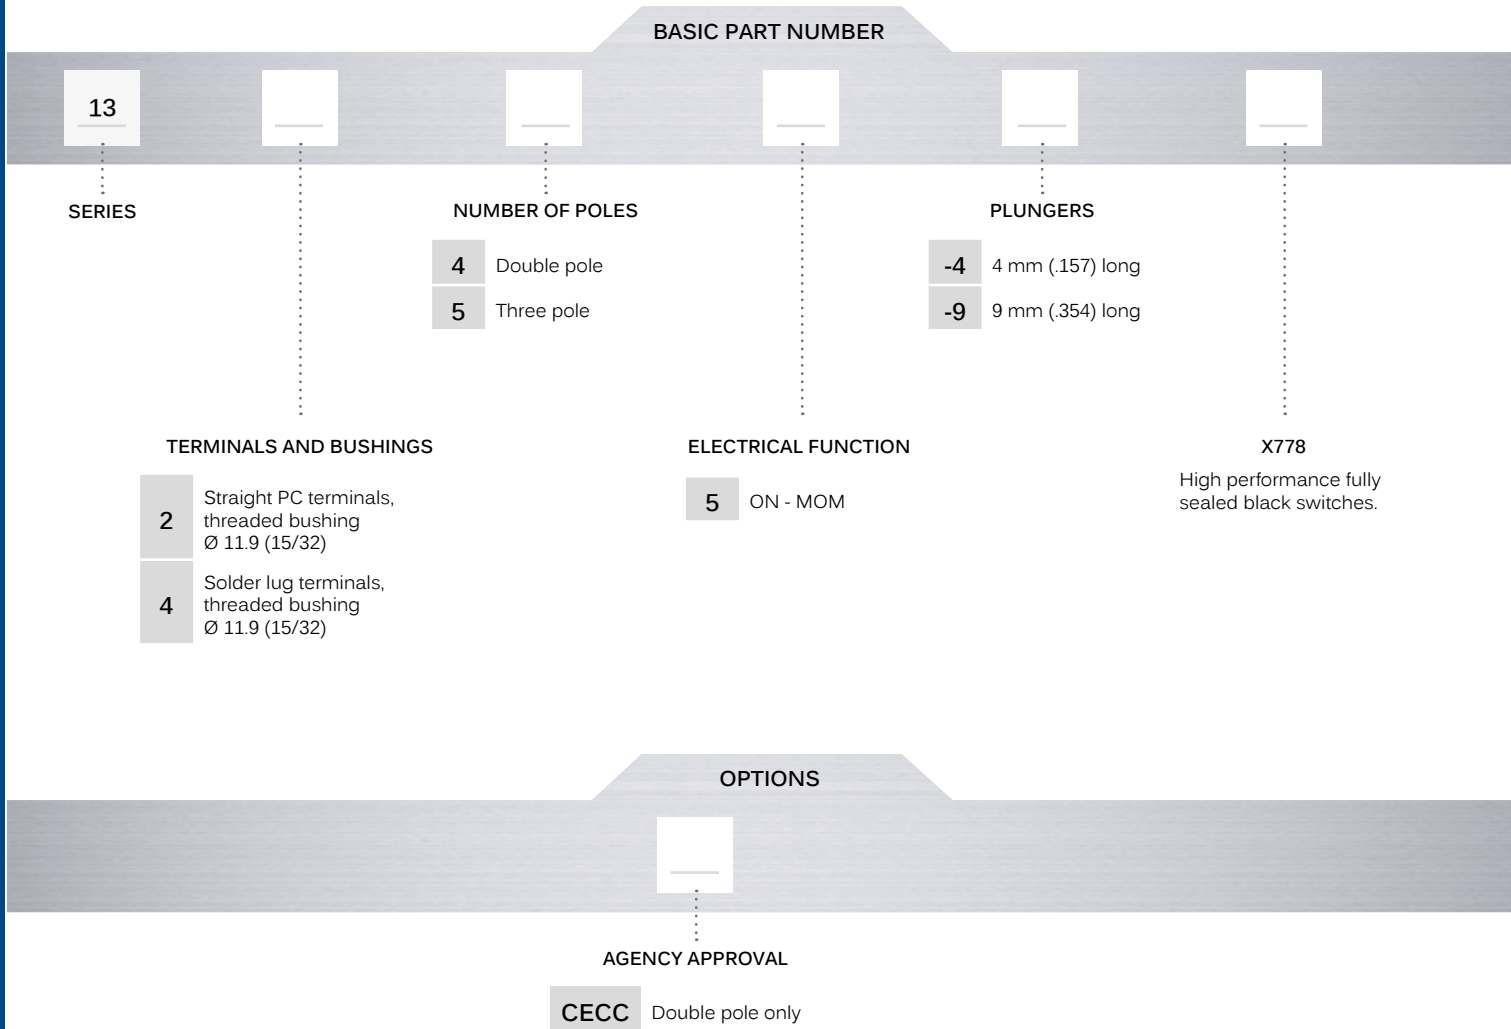 BASIC PART NUMBER
13
SERIES
NUMBER OF POLES
4 Double pole
5 Three pole
PLUNGERS
-4 4 mm (.157) long
-9 9 mm (.354) long
TERMINALS AND BUSHINGS
2 Straight PC terminals,
threaded bushing
Ø 11.9 (15/32)
4 Solder lug terminals,
threaded bushing
Ø 11.9 (15/32)
ELECTRICAL FUNCTION
5 ON - MOM
X778
High performance fully
sealed black switches.
OPTIONS
AGENCY APPROVAL
CECC Double pole only